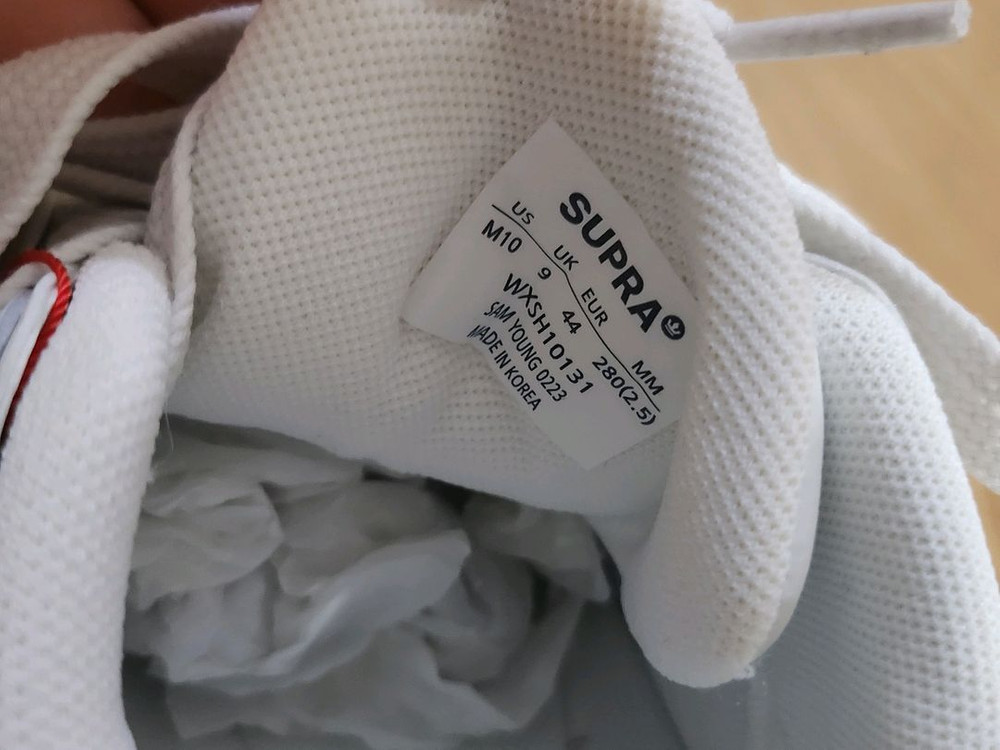 SUPRA
US UK EUR MM
M10 9 44 280(2.5)
WXSH10131
SAM YOUNG 0223
MADE IN KOREA